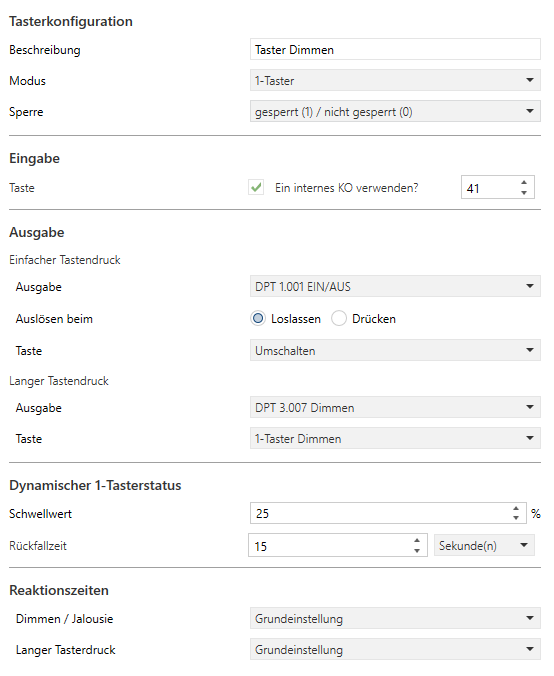 Tasterkonfiguration
Beschreibung Taster Dimmen
Modus 1-Taster
Sperre gesperrt (1) / nicht gesperrt (0)
Eingabe
Taste Ein internes KO verwenden? 41
Ausgabe
Einfacher Tastendruck
Ausgabe DPT 1.001 EIN/AUS
Auslösen beim Loslassen Drücken
Taste Umschalten
Langer Tastendruck
Ausgabe DPT 3.007 Dimmen
Taste 1-Taster Dimmen
Dynamischer 1-Tasterstatus
Schwellwert 25 %
Rückfallzeit 15 Sekunde(n)
Reaktionszeiten
Dimmen / Jalousie Grundeinstellung
Langer Tasterdruck Grundeinstellung